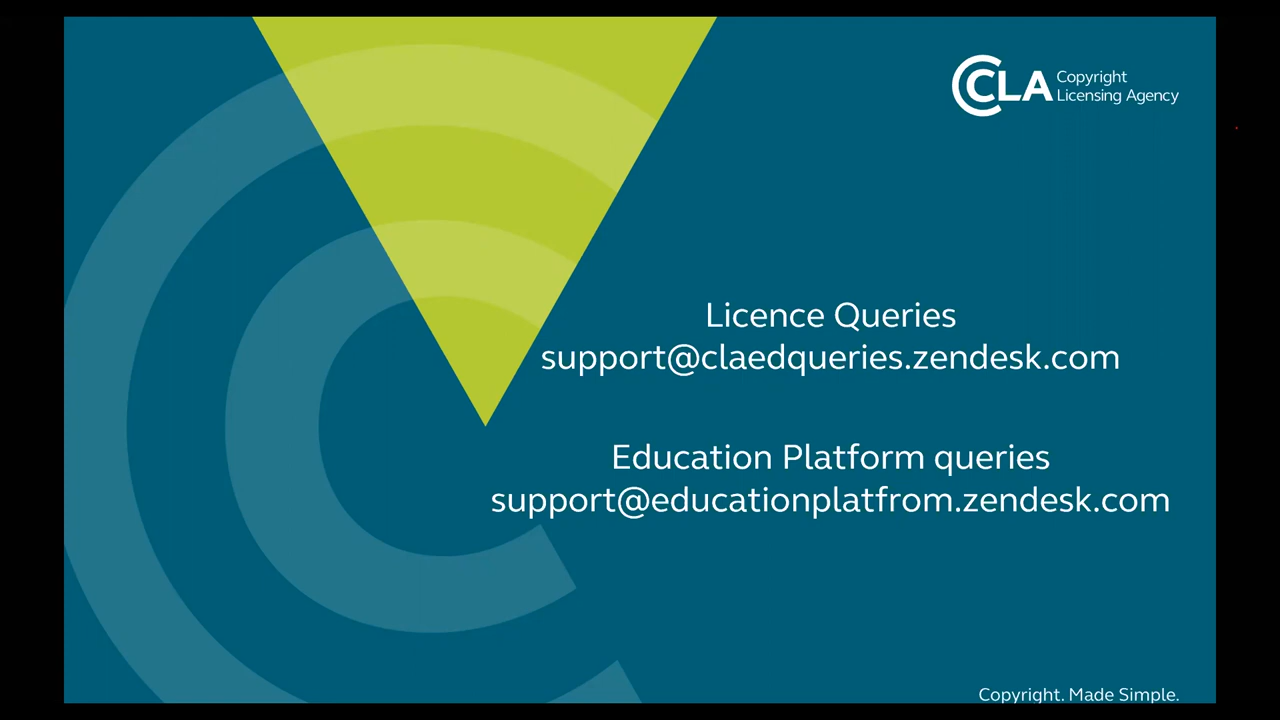 CLA Copyright
Licensing Agency
Licence Queries
support@claedqueries.zendesk.com
Education Platform queries
support@educationplatfrom.zendesk.com
Copyright. Made Simple.